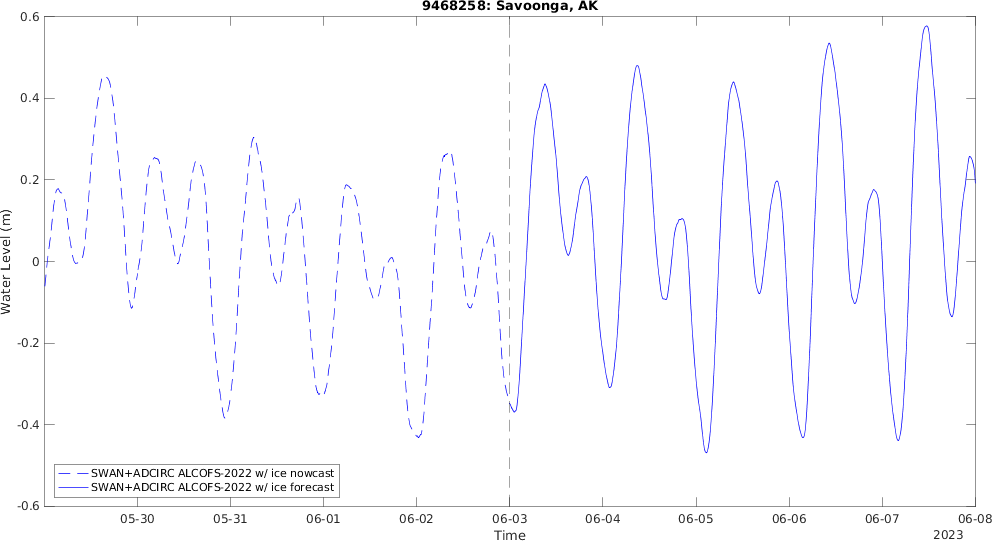 9468258: Savoonga, AK
0.6
0.4
0.2
0
-0.2
-0.4
-0.6
Water Level (m)
SWAN+ADCIRC ALCOFS-2022 w/ ice nowcast
SWAN+ADCIRC ALCOFS-2022 w/ ice forecast
05-30 05-31 06-01 06-02 06-03 06-04 06-05 06-06 06-07 06-08
Time
2023